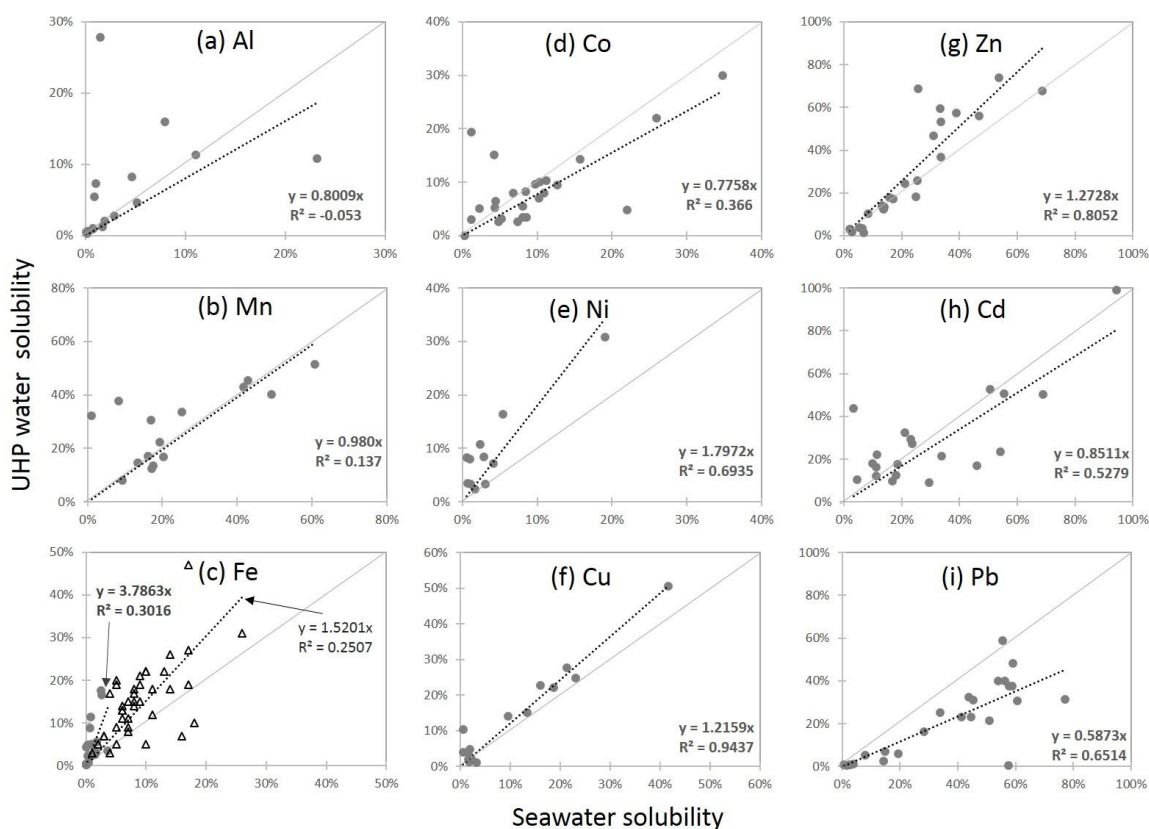 UHP water solubility
(a) Al
30%
20%
10%
0%
0% 10% 20% 30%
y = 0.8009x
R² = -0.053
(d) Co
40%
30%
20%
10%
0%
0% 10% 20% 30% 40%
y = 0.7758x
R² = 0.366
(g) Zn
100%
80%
60%
40%
20%
0%
0% 20% 40% 60% 80% 100%
y = 1.2728x
R² = 0.8052
(b) Mn
80%
60%
40%
20%
0%
0% 20% 40% 60% 80%
y = 0.980x
R² = 0.137
(e) Ni
40%
30%
20%
10%
0%
0% 10% 20% 30% 40%
y = 1.7972x
R² = 0.6935
(h) Cd
100%
80%
60%
40%
20%
0%
0% 20% 40% 60% 80% 100%
y = 0.8511x
R² = 0.5279
(c) Fe
50%
40%
30%
20%
10%
0%
0% 10% 20% 30% 40% 50%
y = 3.7863x
R² = 0.3016
y = 1.5201x
R² = 0.2507
(f) Cu
60%
50%
40%
30%
20%
10%
0%
0% 10% 20% 30% 40% 50% 60%
y = 1.2159x
R² = 0.9437
(i) Pb
100%
80%
60%
40%
20%
0%
0% 20% 40% 60% 80% 100%
y = 0.5873x
R² = 0.6514
Seawater solubility